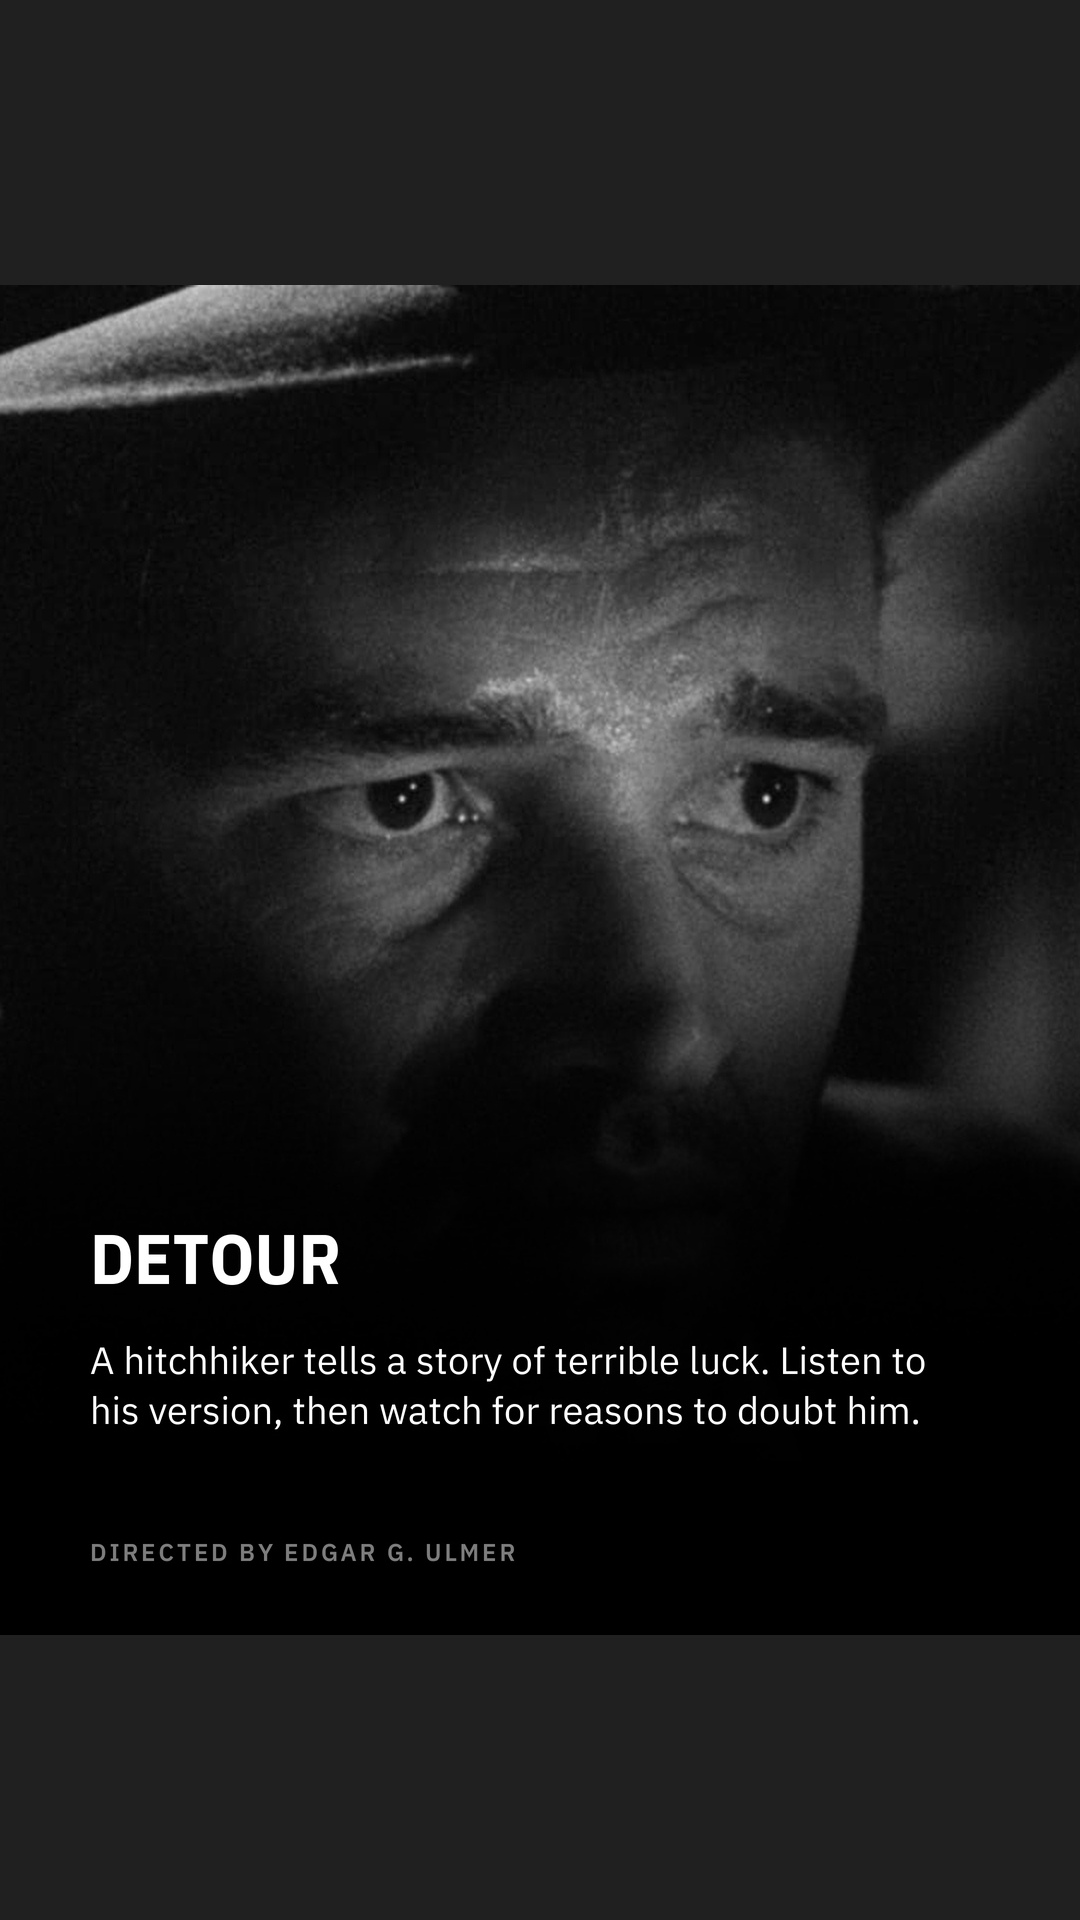 DETOUR
A hitchhiker tells a story of terrible luck. Listen to
his version, then watch for reasons to doubt him.
DIRECTED BY EDGAR G. ULMER